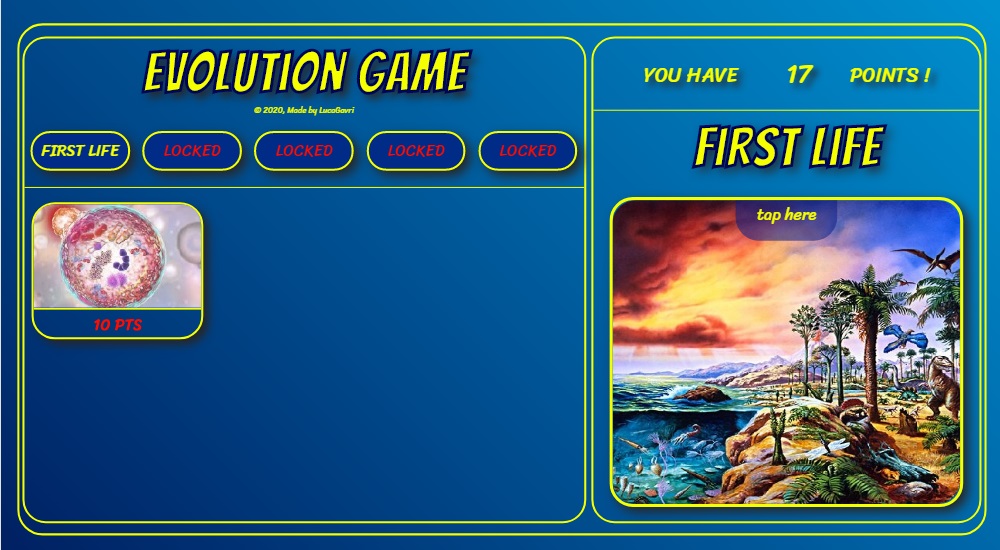 EVOLUTION GAME
© 2020, Made by LucaGavri
FIRST LIFE
LOCKED
LOCKED
LOCKED
LOCKED
10 PTS
YOU HAVE 17 POINTS !
FIRST LIFE
tap here